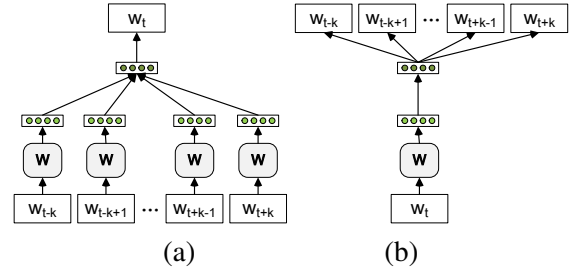 w_t
w_{t-k} w_{t-k+1} ... w_{t+k-1} w_{t+k}
W W W W
W
w_{t-k} w_{t-k+1} ... w_{t+k-1} w_{t+k}
w_t
(a) (b)